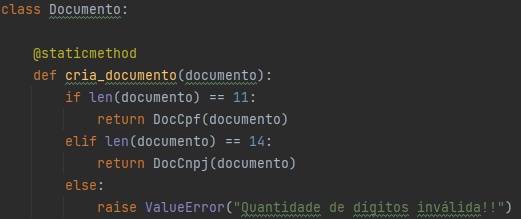 class Documento:
@staticmethod
def cria_documento(documento):
if len(documento) == 11:
return DocCpf(documento)
elif len(documento) == 14:
return DocCnpj(documento)
else:
raise ValueError("Quantidade de dígitos inválida!!")